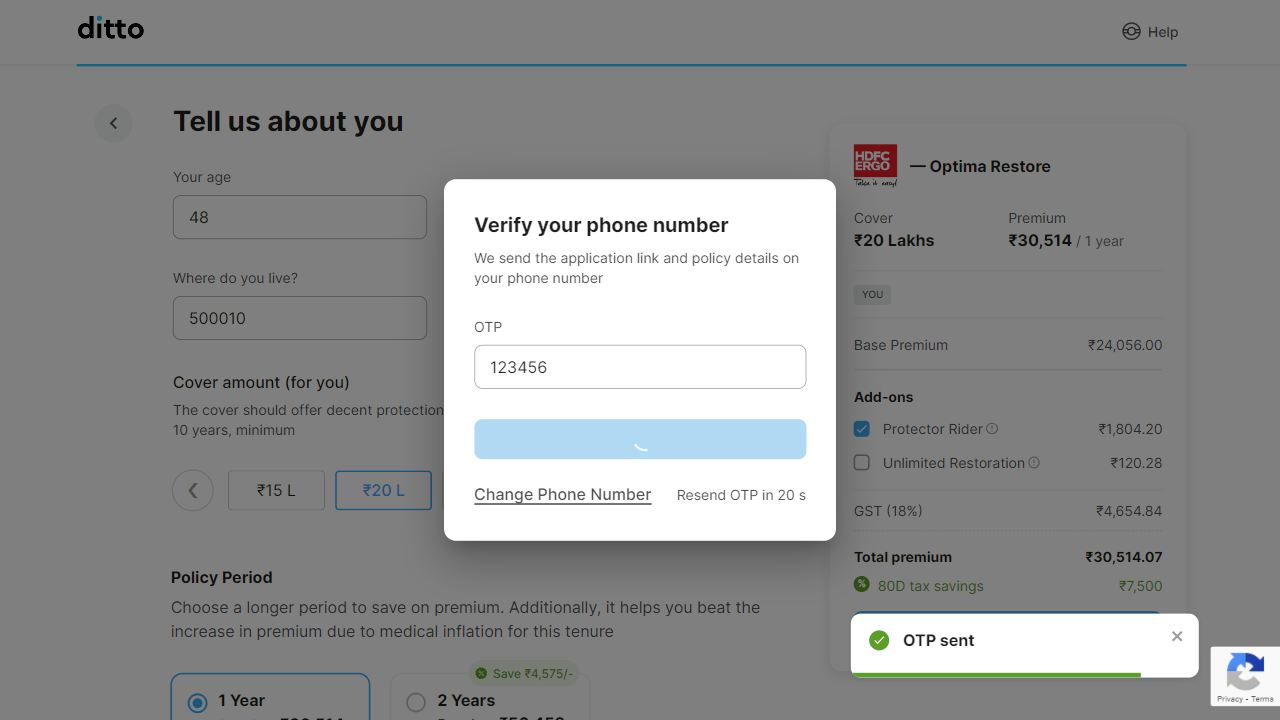 ditto
Help
Tell us about you
Your age
48
Where do you live?
500010
Cover amount (for you)
The cover should offer decent protection
10 years, minimum
₹15 L
₹20 L
Policy Period
Choose a longer period to save on premium. Additionally, it helps you beat the
increase in premium due to medical inflation for this tenure
Save ₹4,575/-
1 Year
2 Years
Verify your phone number
We send the application link and policy details on
your phone number
OTP
123456
Change Phone Number
Resend OTP in 20 s
HDFC
ERGO
Take it easy!
— Optima Restore
Cover
Premium
₹20 Lakhs
₹30,514 / 1 year
YOU
Base Premium
₹24,056.00
Add-ons
Protector Rider
₹1,804.20
Unlimited Restoration
₹120.28
GST (18%)
₹4,654.84
Total premium
₹30,514.07
80D tax savings
₹7,500
OTP sent
Privacy - Terms